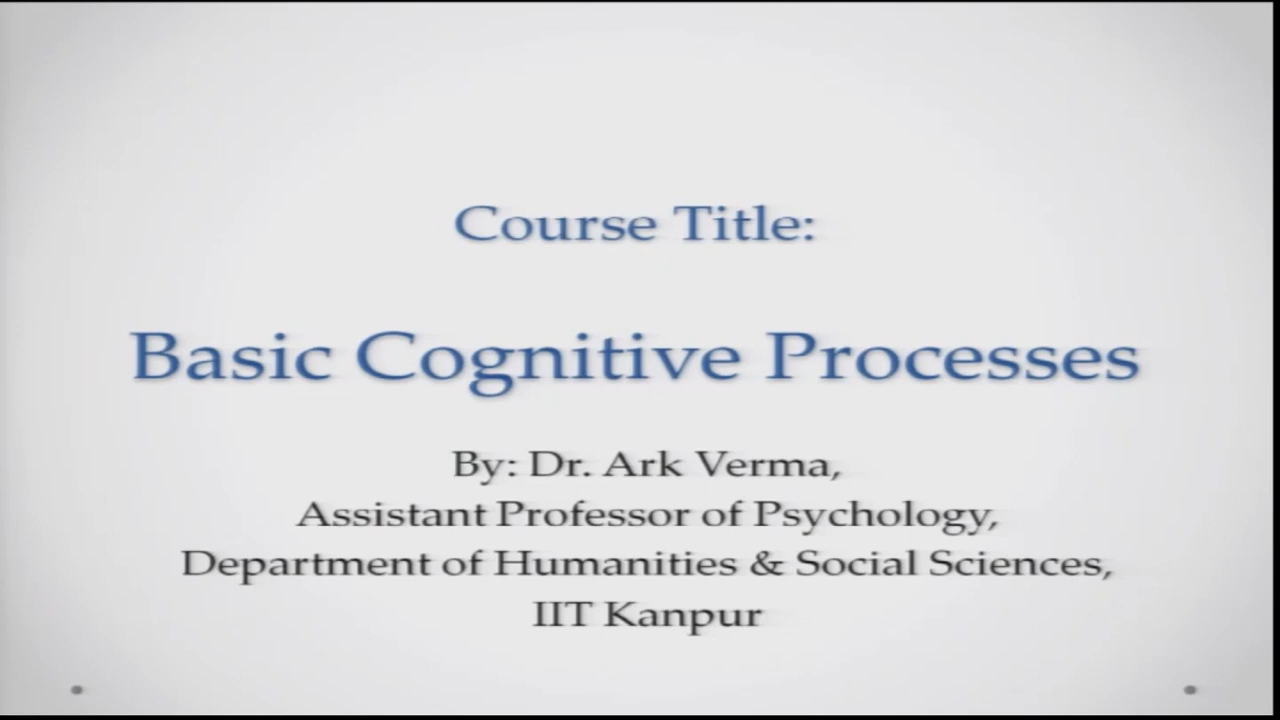 Course Title:
Basic Cognitive Processes
By: Dr. Ark Verma,
Assistant Professor of Psychology,
Department of Humanities & Social Sciences,
IIT Kanpur